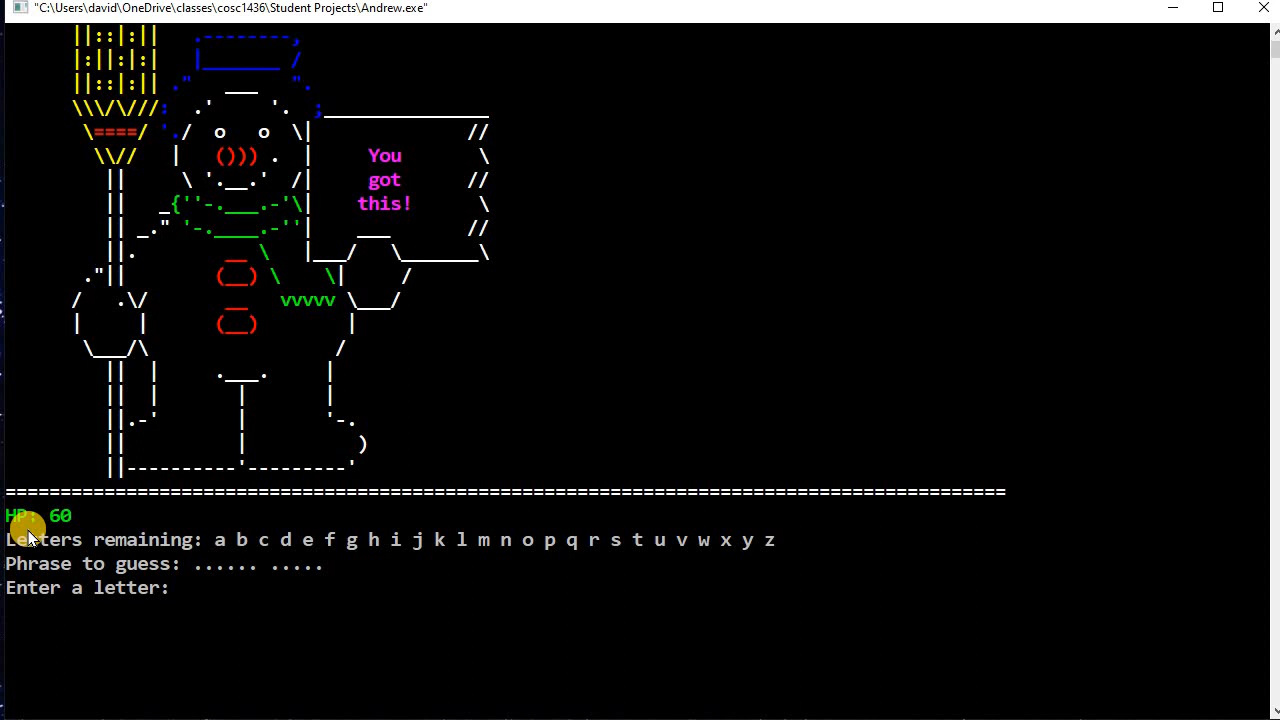 "C:\Users\david\OneDrive\classes\cosc1436\Student Projects\Andrew.exe"
You
got
this!
HP: 60
Letters remaining: a b c d e f g h i j k l m n o p q r s t u v w x y z
Phrase to guess: ...... .....
Enter a letter: